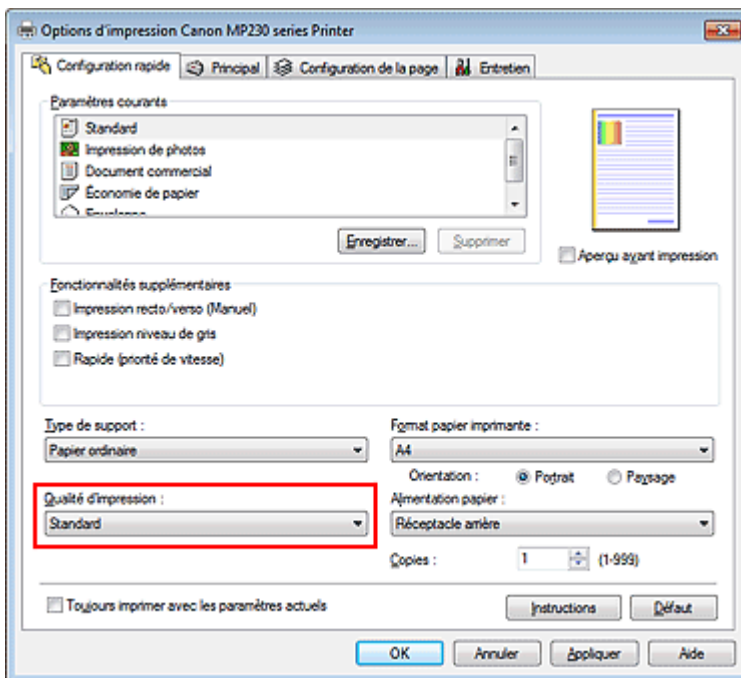 Options d'impression Canon MP230 series Printer
Configuration rapide Principal Configuration de la page Entretien
Paramètres courants
Standard
Impression de photos
Document commercial
Économie de papier
Enregistrer... Supprimer
Aperçu avant impression
Fonctionnalités supplémentaires
Impression recto/verso (Manuel)
Impression niveau de gris
Rapide (priorté de vitesse)
Type de support : Format papier imprimante :
Papier ordinaire A4
Orientation : Portrait Paysage
Qualité d'impression : Alimentation papier :
Standard Réceptacle arrière
Copies : 1 (1-999)
Toujours imprimer avec les paramètres actuels Instructions Défaut
OK Annuler Appliquer Aide